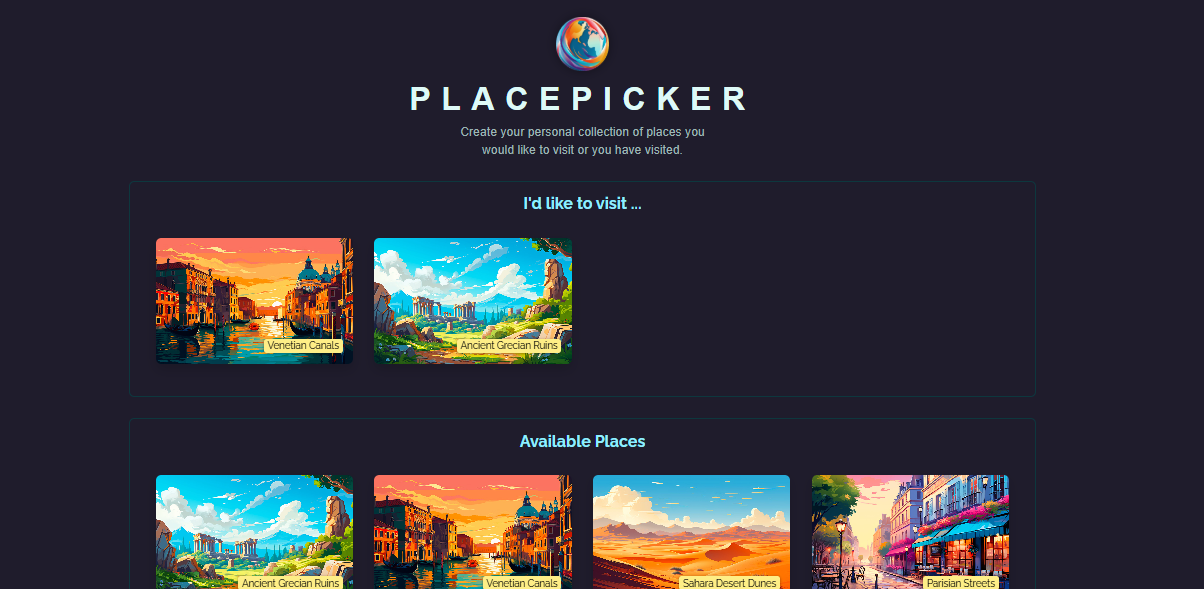 PLACEPICKER
Create your personal collection of places you
would like to visit or you have visited.
I'd like to visit ...
Venetian Canals
Ancient Grecian Ruins
Available Places
Ancient Grecian Ruins
Venetian Canals
Sahara Desert Dunes
Parisian Streets